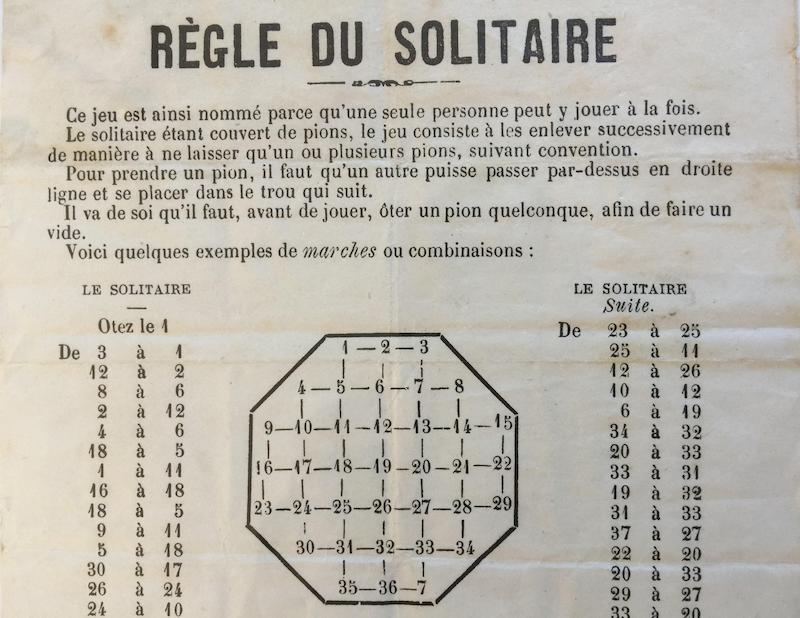 RÈGLE DU SOLITAIRE
Ce jeu est ainsi nommé parce qu'une seule personne peut y jouer à la fois.
Le solitaire étant couvert de pions, le jeu consiste à les enlever successivement
de manière à ne laisser qu'un ou plusieurs pions, suivant convention.
Pour prendre un pion, il faut qu'un autre puisse passer par-dessus en droite
ligne et se placer dans le trou qui suit.
Il va de soi qu'il faut, avant de jouer, ôter un pion quelconque, afin de faire un
vide.
Voici quelques exemples de marches ou combinaisons :
LE SOLITAIRE
Otez le 1
De 3 à 1
12 à 2
8 à 6
2 à 12
4 à 6
18 à 5
1 à 11
16 à 18
18 à 5
9 à 11
5 à 18
30 à 17
26 à 24
24 à 10
1 — 2 — 3
4 — 5 — 6 — 7 — 8
9 — 10 — 11 — 12 — 13 — 14 — 15
16 — 17 — 18 — 19 — 20 — 21 — 22
23 — 24 — 25 — 26 — 27 — 28 — 29
30 — 31 — 32 — 33 — 34
35 — 36 — 7
LE SOLITAIRE
Suite.
De 23 à 25
25 à 11
12 à 26
10 à 12
6 à 19
34 à 32
20 à 33
33 à 31
19 à 32
31 à 33
37 à 27
22 à 20
20 à 33
29 à 27
33 à 20